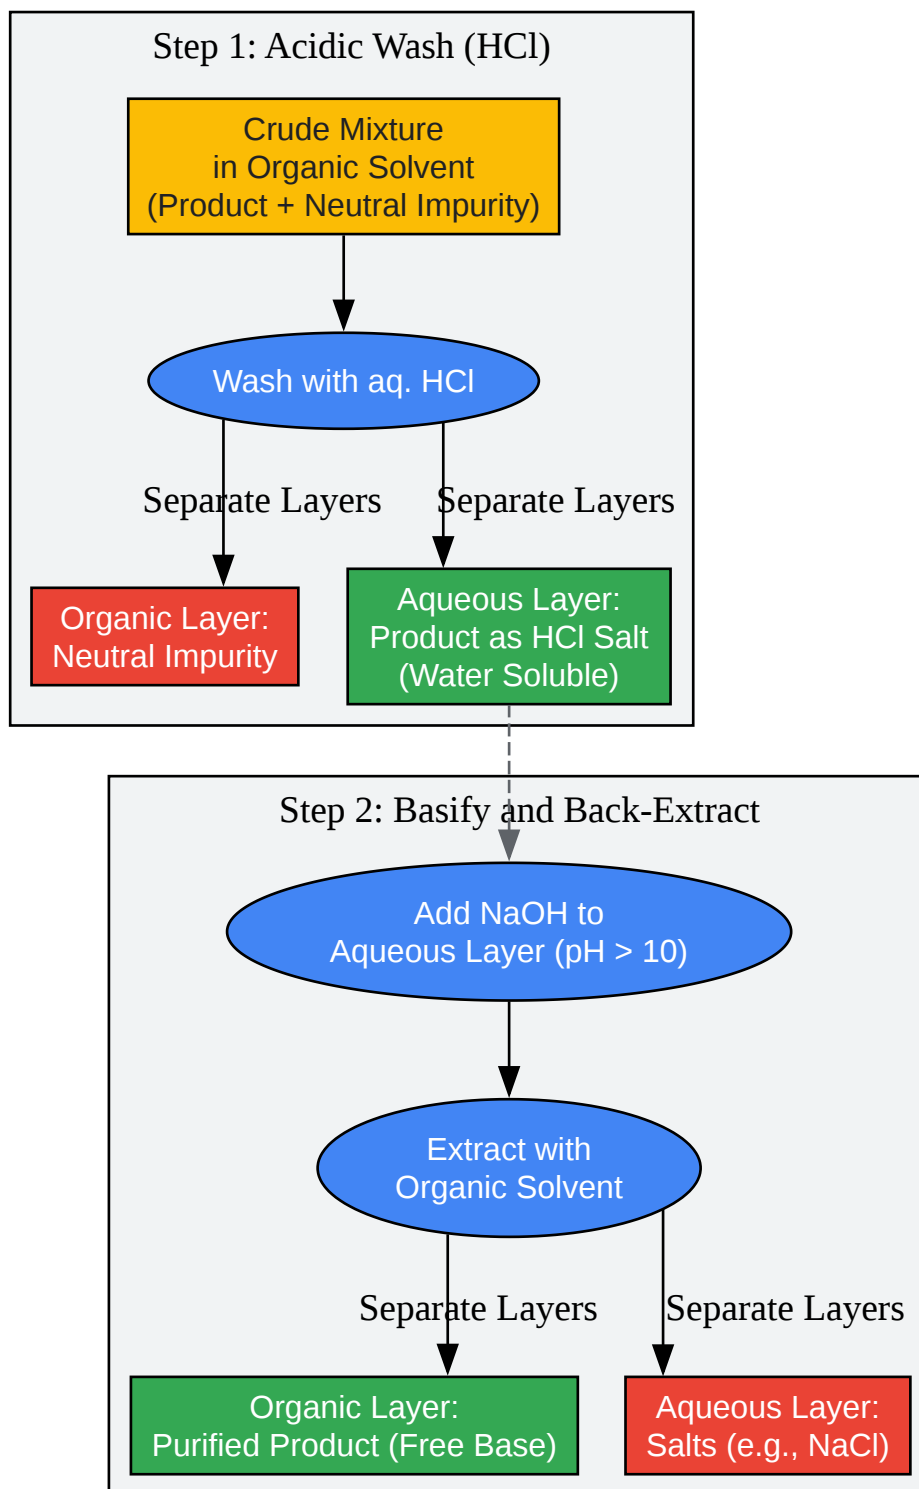 Step 1: Acidic Wash (HCl)
Crude Mixture
in Organic Solvent
(Product + Neutral Impurity)
Wash with aq. HCl
Separate Layers
Separate Layers
Organic Layer:
Neutral Impurity
Aqueous Layer:
Product as HCl Salt
(Water Soluble)
Step 2: Basify and Back-Extract
Add NaOH to
Aqueous Layer (pH > 10)
Extract with
Organic Solvent
Separate Layers
Separate Layers
Organic Layer:
Purified Product (Free Base)
Aqueous Layer:
Salts (e.g., NaCl)